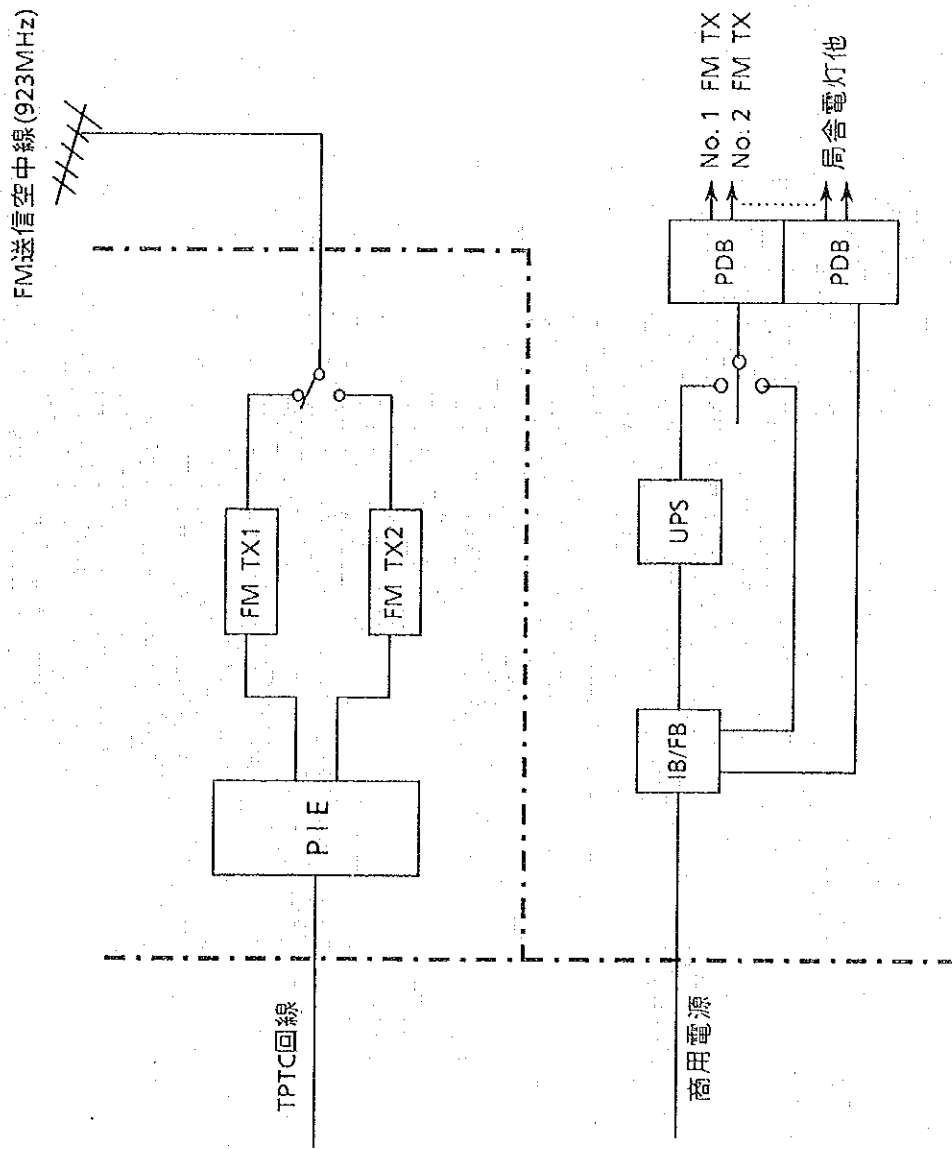 FM送信空中線(923MHz)
TPTC回線
P I E
FM TX1
FM TX2
商用電源
IB/FB
UPS
PDB
PDB
No. 1 FM TX
No. 2 FM TX
局舎電灯他